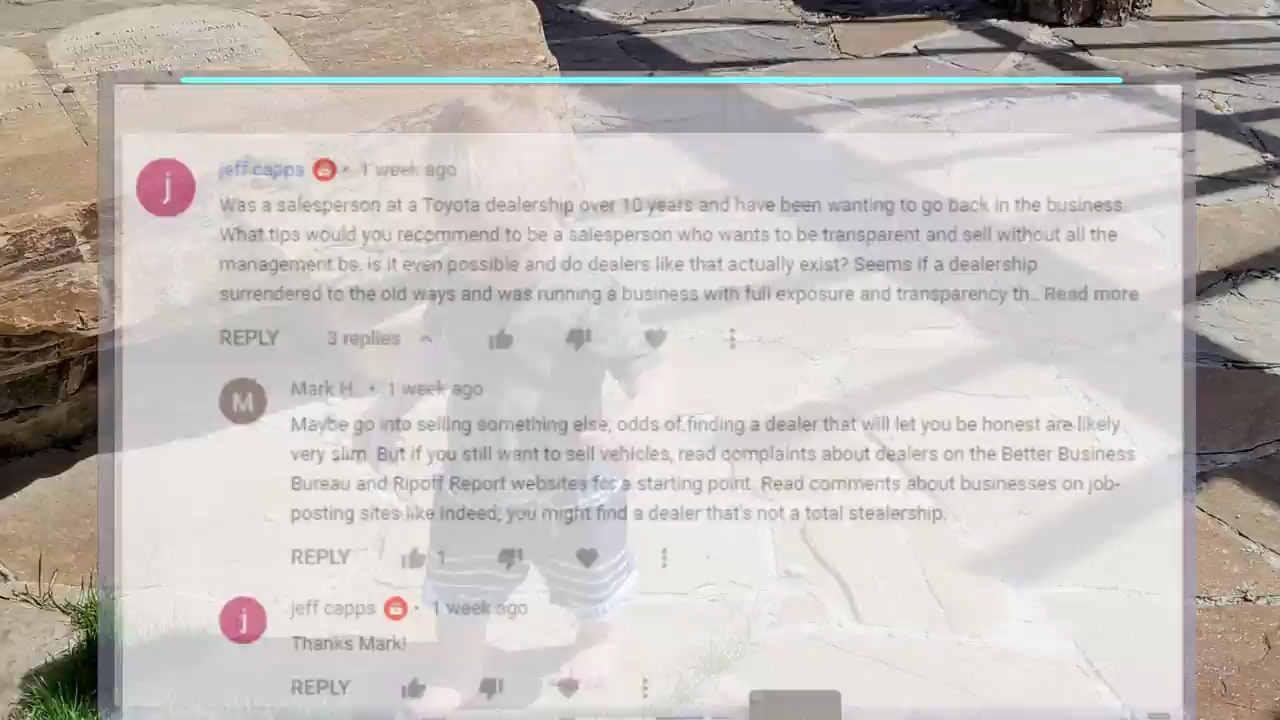 jeff capps • 1 week ago
Was a salesperson at a Toyota dealership over 10 years and have been wanting to go back in the business.
What tips would you recommend to be a salesperson who wants to be transparent and sell without all the
management bs. is it even possible and do dealers like that actually exist? Seems if a dealership
surrendered to the old ways and was running a business with full exposure and transparency th... Read more
REPLY 3 replies
Mark H. • 1 week ago
Maybe go into selling something else; odds of finding a dealer that will let you be honest are likely
very slim. But if you still want to sell vehicles, read complaints about dealers on the Better Business
Bureau and Ripoff Report websites for a starting point. Read comments about businesses on job-
posting sites like Indeed; you might find a dealer that's not a total stealership.
REPLY 1
jeff capps • 1 week ago
Thanks Mark!
REPLY